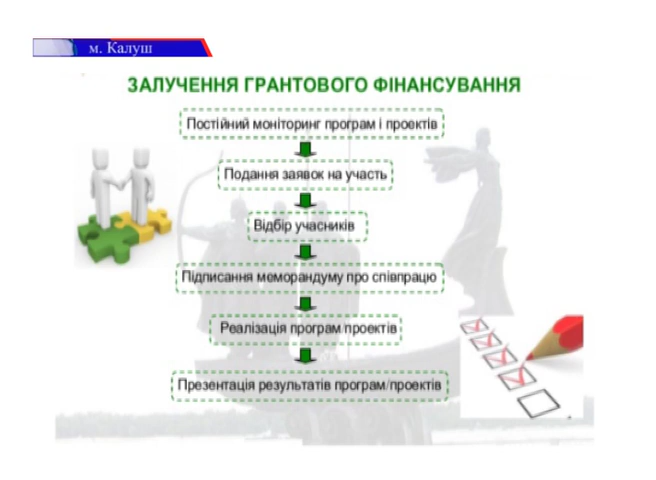 м. Калуш
ЗАЛУЧЕННЯ ГРАНТОВОГО ФІНАНСУВАННЯ
Постійний моніторинг програм і проектів
Подання заявок на участь
Відбір учасників
Підписання меморандуму про співпрацю
Реалізація програм/проектів
Презентація результатів програм/проектів